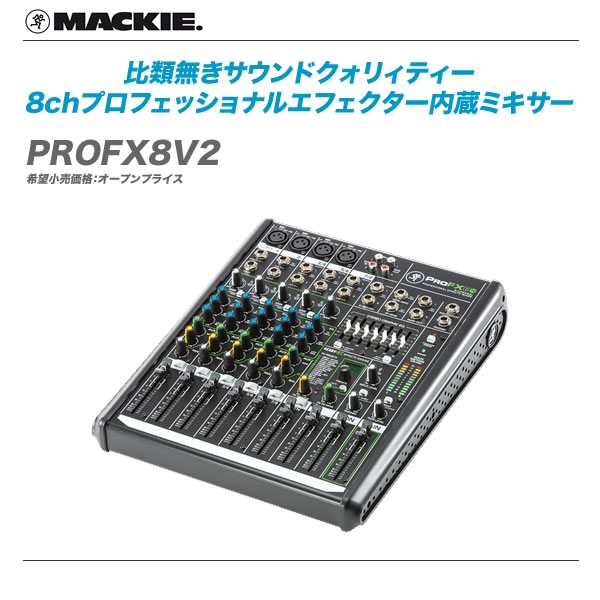 MACKIE.
比類無きサウンドクォリィティー
8chプロフェッショナルエフェクター内蔵ミキサー
PROFX8V2
希望小売価格：オープンプライス
PROFX8